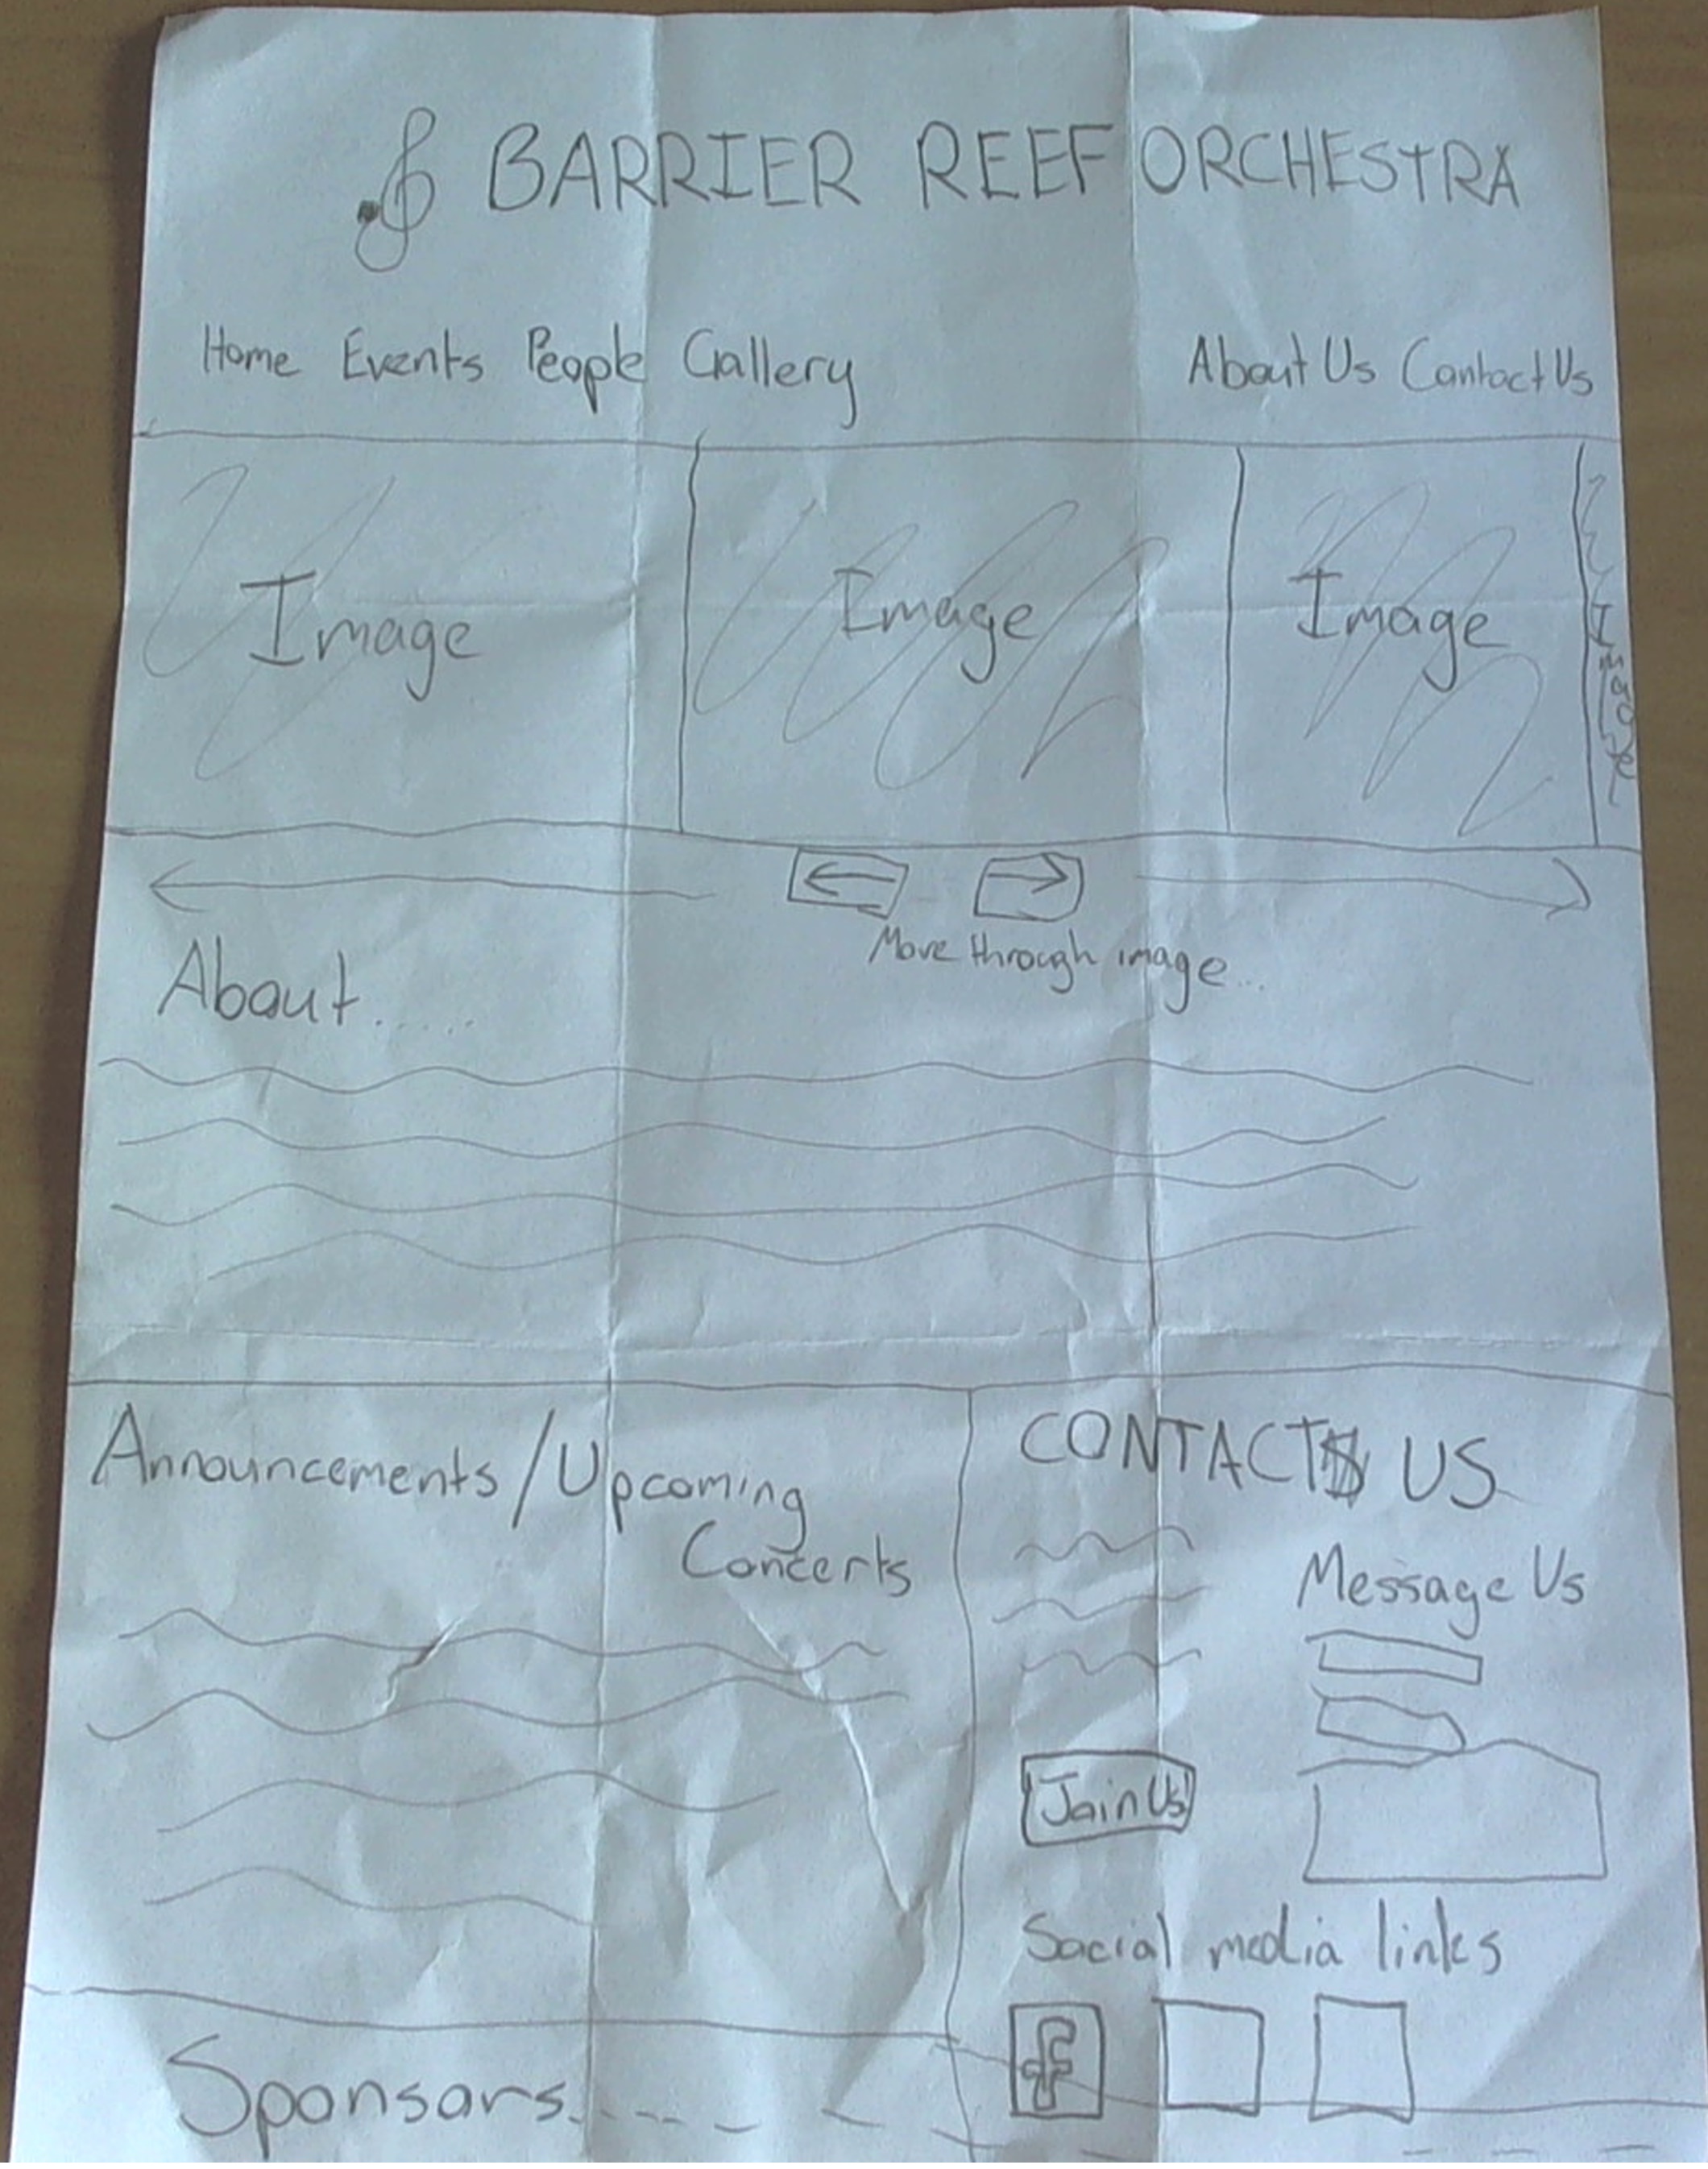 BARRIER REEF ORCHESTRA
Home Events People Gallery About Us Contact Us
Image Image Image Image
Move through image...
About......
Announcements/Upcoming
Concerts
CONTACT US
Message Us
Join Us
Social media links
f
Sponsors